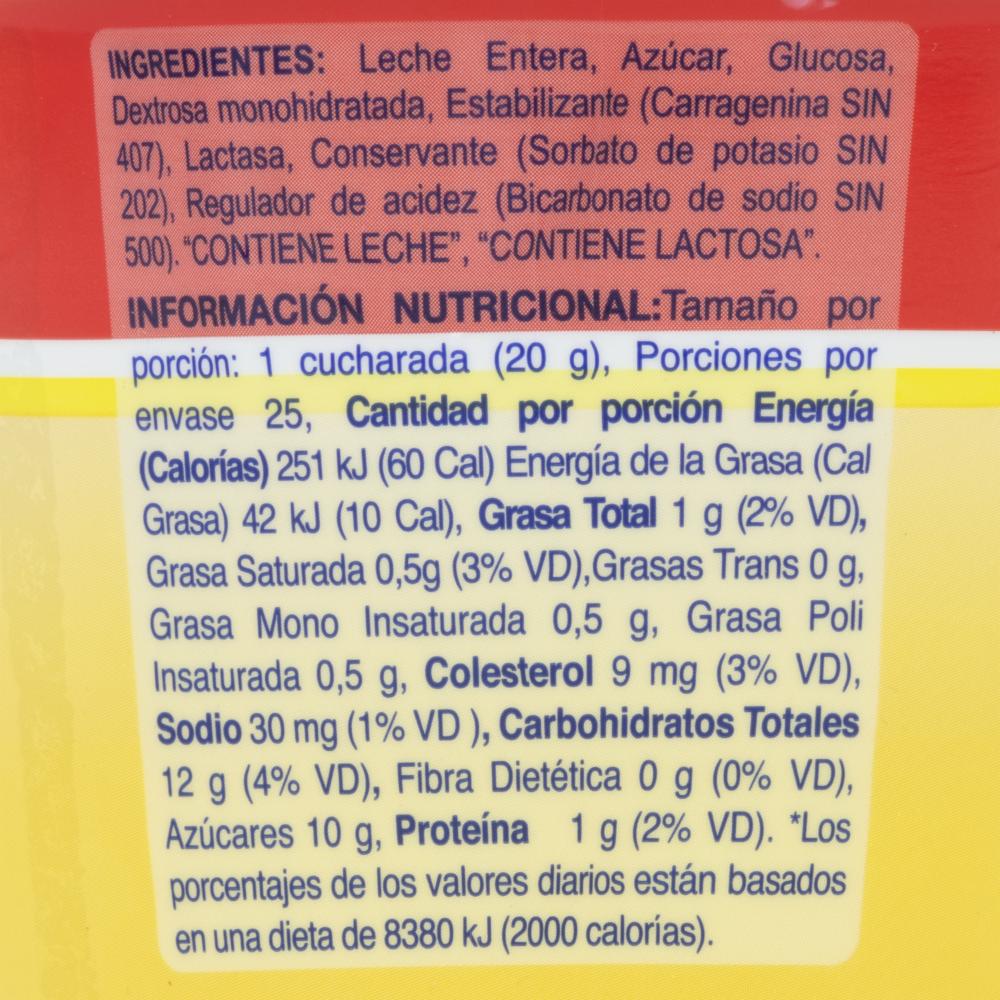 INGREDIENTES: Leche Entera, Azúcar, Glucosa,
Dextrosa monohidratada, Estabilizante (Carragenina SIN
407), Lactasa, Conservante (Sorbato de potasio SIN
202), Regulador de acidez (Bicarbonato de sodio SIN
500). "CONTIENE LECHE", "CONTIENE LACTOSA".
INFORMACIÓN NUTRICIONAL:Tamaño por
porción: 1 cucharada (20 g), Porciones por
envase 25, Cantidad por porción Energía
(Calorías) 251 kJ (60 Cal) Energía de la Grasa (Cal
Grasa) 42 kJ (10 Cal), Grasa Total 1 g (2% VD),
Grasa Saturada 0,5g (3% VD),Grasas Trans 0 g,
Grasa Mono Insaturada 0,5 g, Grasa Poli
Insaturada 0,5 g, Colesterol 9 mg (3% VD),
Sodio 30 mg (1% VD ), Carbohidratos Totales
12 g (4% VD), Fibra Dietética 0 g (0% VD),
Azúcares 10 g, Proteína 1 g (2% VD). *Los
porcentajes de los valores diarios están basados
en una dieta de 8380 kJ (2000 calorías).